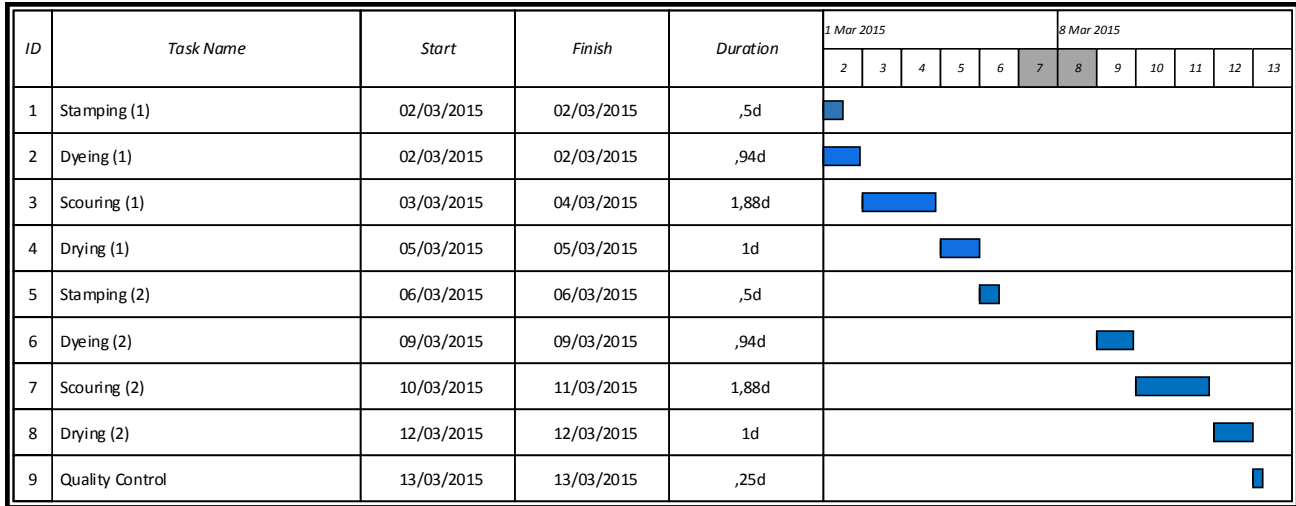 ID Task Name Start Finish Duration 1 Mar 2015 8 Mar 2015
2 3 4 5 6 7 8 9 10 11 12 13
1 Stamping (1) 02/03/2015 02/03/2015 ,5d
2 Dyeing (1) 02/03/2015 02/03/2015 ,94d
3 Scouring (1) 03/03/2015 04/03/2015 1,88d
4 Drying (1) 05/03/2015 05/03/2015 1d
5 Stamping (2) 06/03/2015 06/03/2015 ,5d
6 Dyeing (2) 09/03/2015 09/03/2015 ,94d
7 Scouring (2) 10/03/2015 11/03/2015 1,88d
8 Drying (2) 12/03/2015 12/03/2015 1d
9 Quality Control 13/03/2015 13/03/2015 ,25d